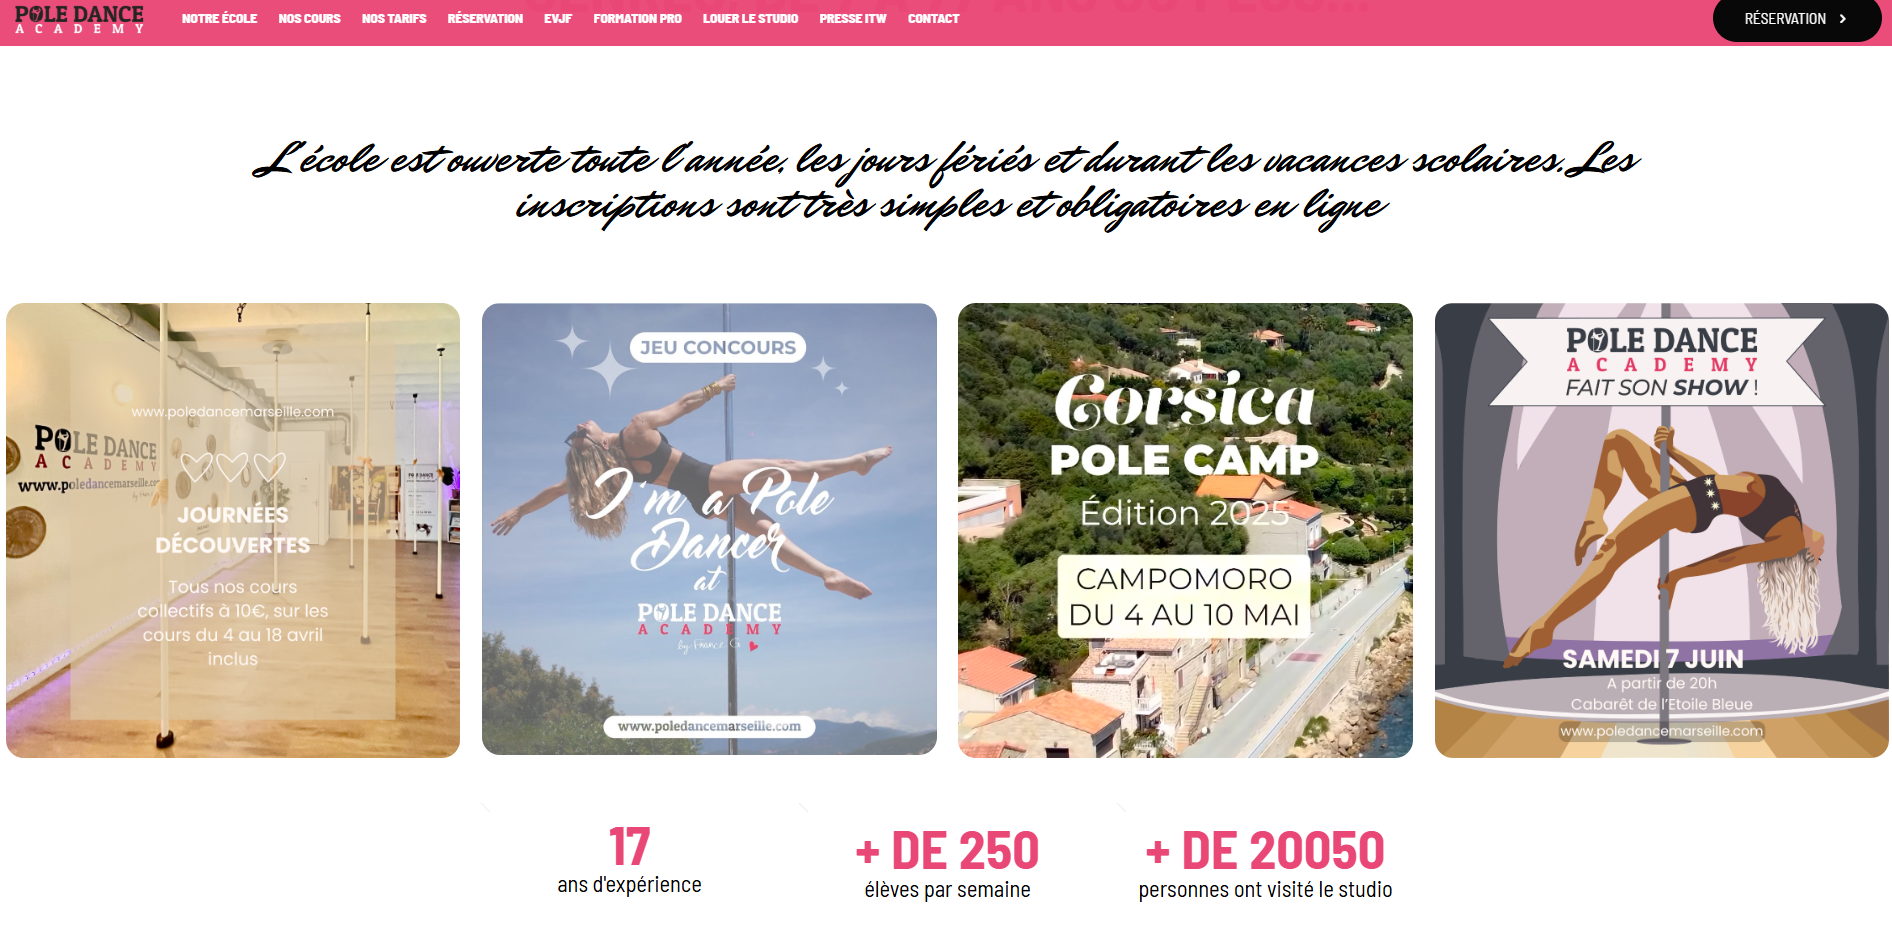 POLE DANCE
ACADEMY
NOTRE ÉCOLE NOS COURS NOS TARIFS RÉSERVATION EVJF FORMATION PRO LOUER LE STUDIO PRESSE ITW CONTACT
RÉSERVATION
L'école est ouverte toute l'année, les jours fériés et durant les vacances scolaires. Les
inscriptions sont très simples et obligatoires en ligne
www.poledancemarseille.com
POLE DANCE
ACADEMY
www.poledancemarseille.com
JOURNÉES
DÉCOUVERTES
Tous nos cours
collectifs à 10€, sur les
cours du 4 au 18 avril
inclus
JEU CONCOURS
I'm a Pole
Dancer
at
POLE DANCE
ACADEMY
by France G
www.poledancemarseille.com
Corsica
POLE CAMP
Édition 2025
CAMPOMORO
DU 4 AU 10 MAI
POLE DANCE
ACADEMY
FAIT SON SHOW !
SAMEDI 7 JUIN
A partir de 20h
Cabarêt de l'Etoile Bleue
www.poledancemarseille.com
17
ans d'expérience
+ DE 250
élèves par semaine
+ DE 20050
personnes ont visité le studio